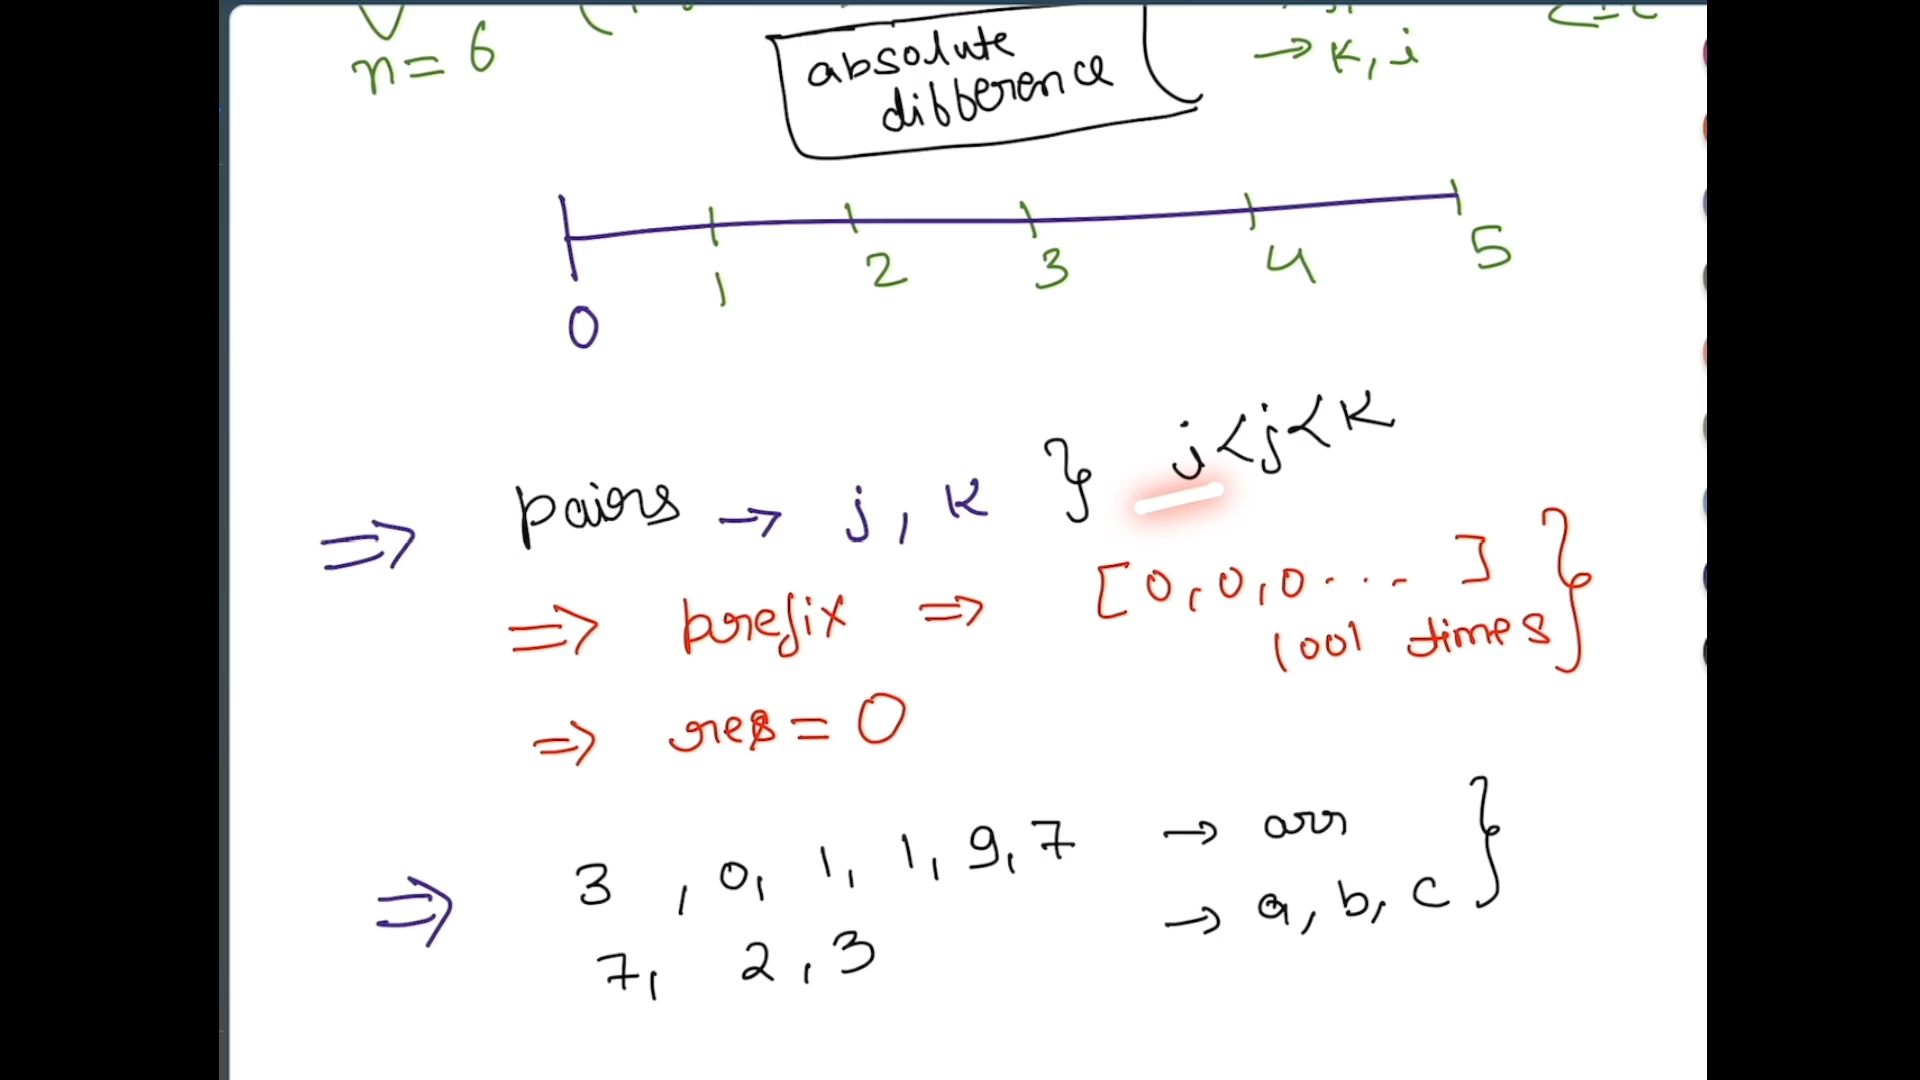 n = 6
absolute
difference
→ k, i
0 1 2 3 4 5
⇒ pairs → j, k } i < j < k
⇒ prefix ⇒ [0, 0, 0 . . . . ]
1001 times }
⇒ res = 0
⇒ 3, 0, 1, 1, 9, 7 → arr
7, 2, 3 → a, b, c }